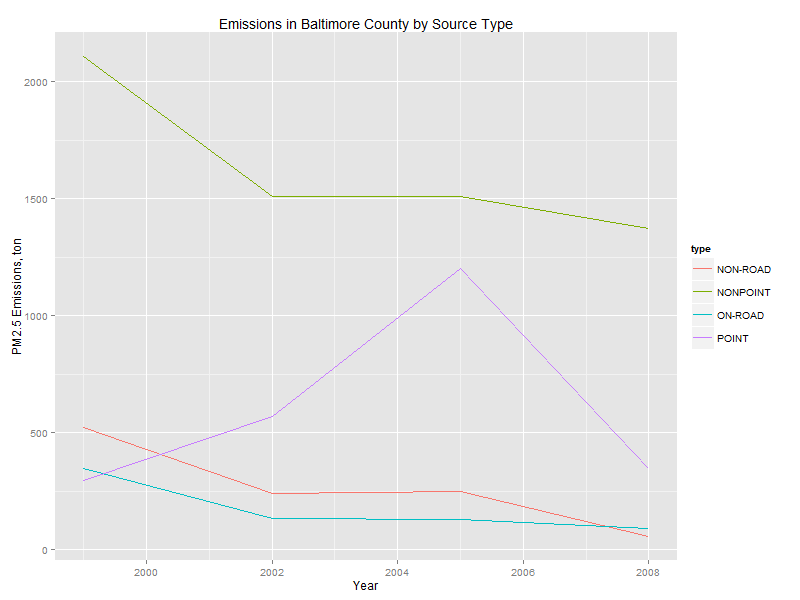 Emissions in Baltimore County by Source Type
PM2.5 Emissions, ton
2000
1500
1000
500
0
2000
2002
2004
2006
2008
Year
type
NON-ROAD
NONPOINT
ON-ROAD
POINT